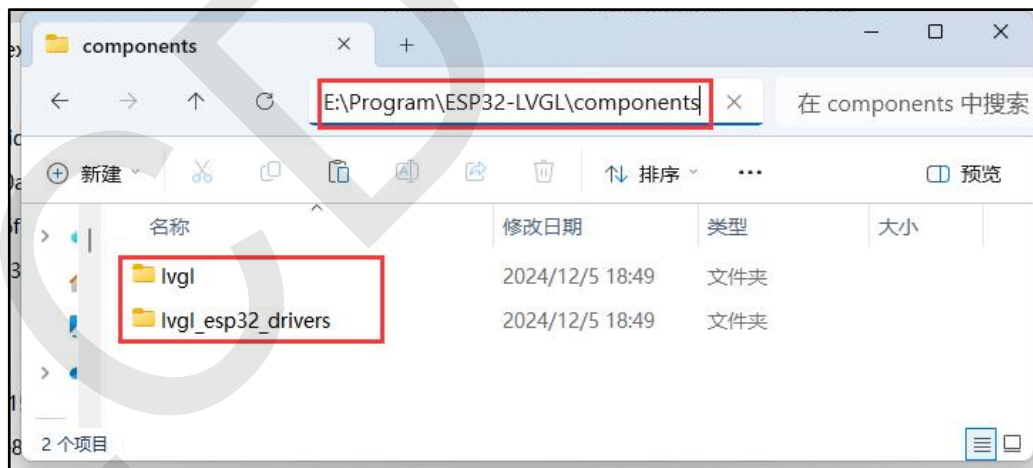 components
E:\Program\ESP32-LVGL\components
在 components 中搜索
新建
排序
预览
名称 修改日期 类型 大小
lvgl 2024/12/5 18:49 文件夹
lvgl_esp32_drivers 2024/12/5 18:49 文件夹
2 个项目